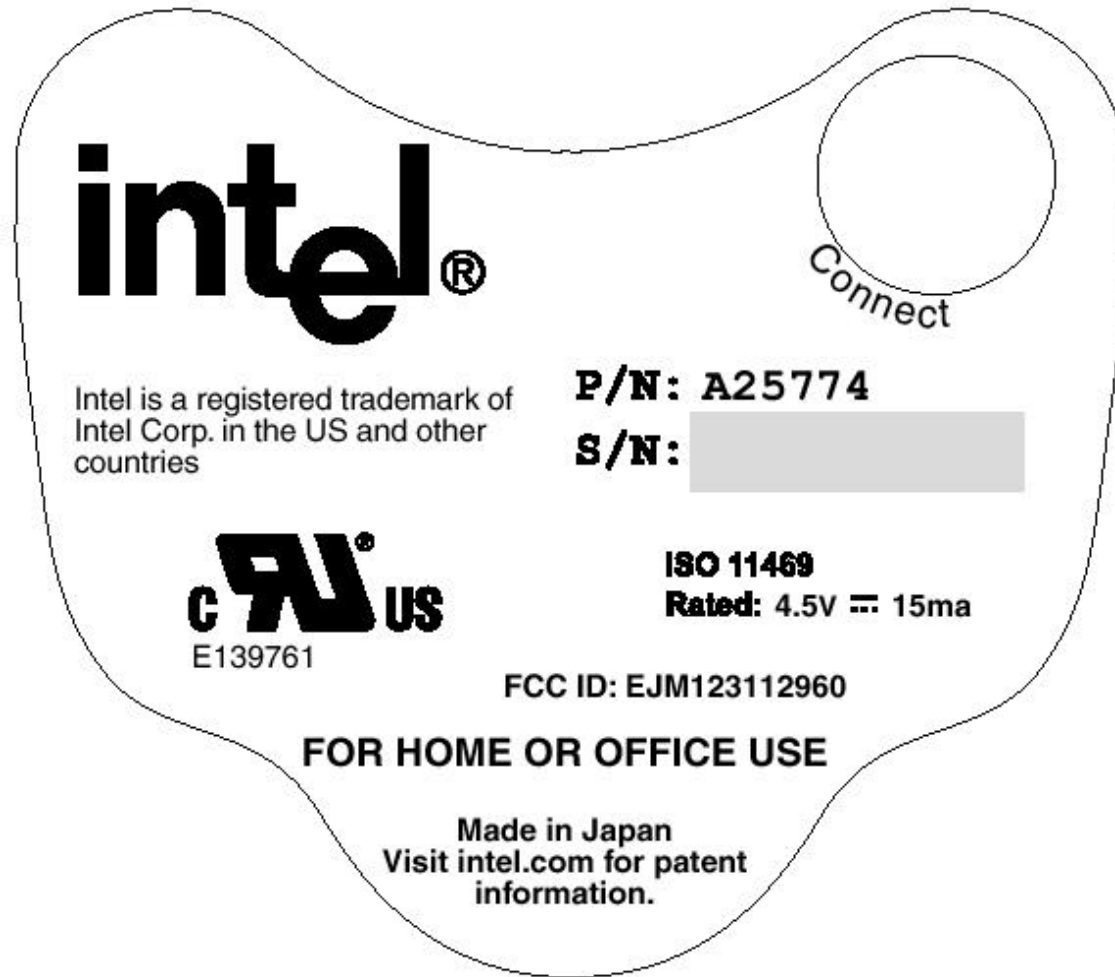 intel®
Connect
Intel is a registered trademark of
Intel Corp. in the US and other
countries
P/N: A25774
S/N:
C RU® US
E139761
ISO 11469
Rated: 4.5V ⎓ 15ma
FCC ID: EJM123112960
FOR HOME OR OFFICE USE
Made in Japan
Visit intel.com for patent
information.